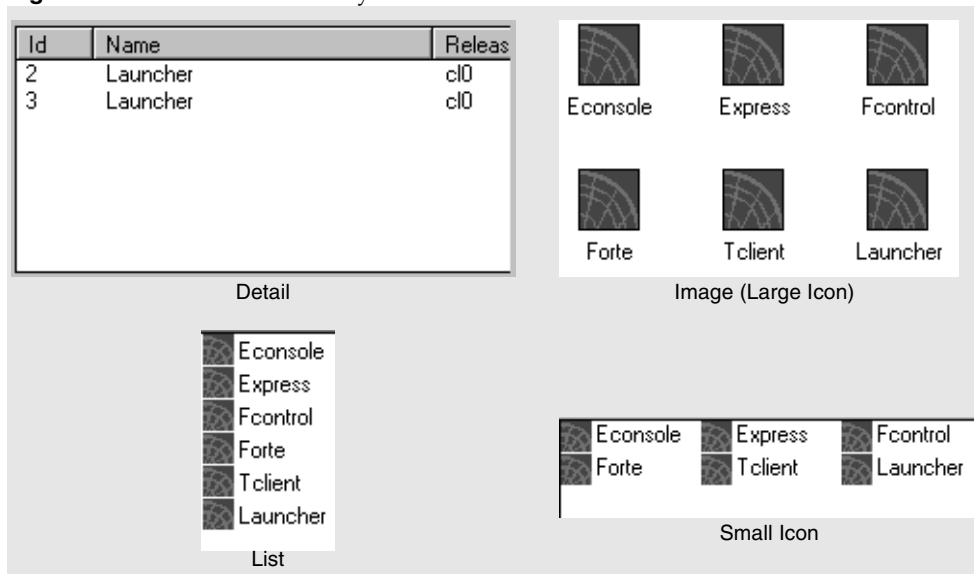 Id Name Releas
2 Launcher cl0
3 Launcher cl0
Detail
Econsole Express Fcontrol
Forte Tclient Launcher
Image (Large Icon)
Econsole
Express
Fcontrol
Forte
Tclient
Launcher
List
Econsole Express Fcontrol
Forte Tclient Launcher
Small Icon